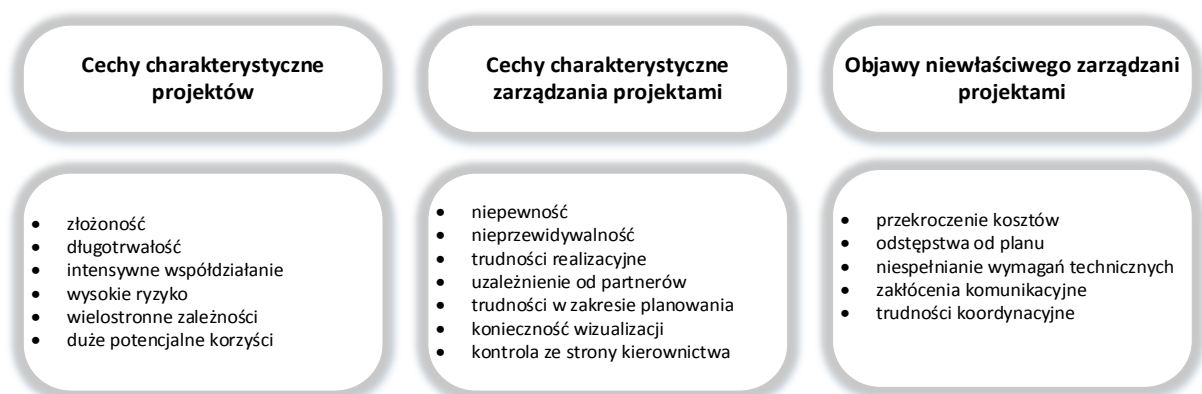 Cechy charakterystyczne
projektów
złożoność
długotrwałość
intensywne współdziałanie
wysokie ryzyko
wielostronne zależności
duże potencjalne korzyści
Cechy charakterystyczne
zarządzania projektami
niepewność
nieprzewidywalność
trudności realizacyjne
uzależnienie od partnerów
trudności w zakresie planowania
konieczność wizualizacji
kontrola ze strony kierownictwa
Objawy niewłaściwego zarządzani
projektami
przekroczenie kosztów
odstępstwa od planu
niespełnianie wymagań technicznych
zakłócenia komunikacyjne
trudności koordynacyjne